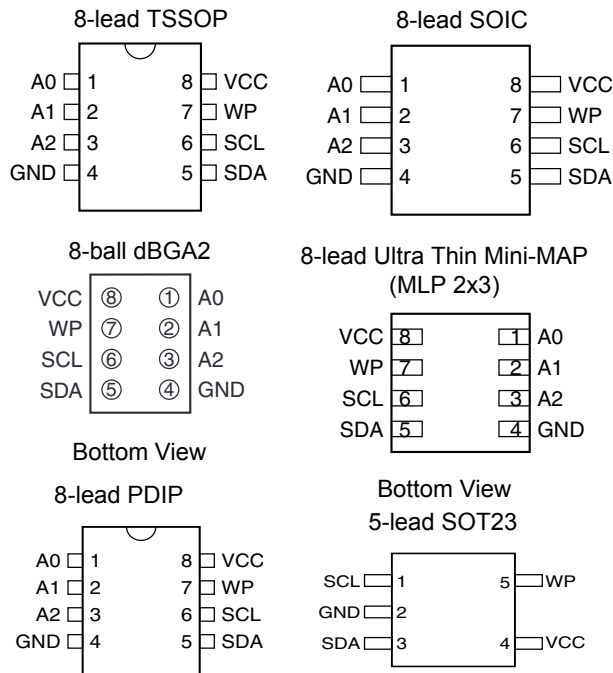 8-lead TSSOP
A0 1 8 VCC
A1 2 7 WP
A2 3 6 SCL
GND 4 5 SDA
8-lead SOIC
A0 1 8 VCC
A1 2 7 WP
A2 3 6 SCL
GND 4 5 SDA
8-ball dBGA2
VCC 8 1 A0
WP 7 2 A1
SCL 6 3 A2
SDA 5 4 GND
Bottom View
8-lead Ultra Thin Mini-MAP
(MLP 2x3)
VCC 8 1 A0
WP 7 2 A1
SCL 6 3 A2
SDA 5 4 GND
Bottom View
8-lead PDIP
A0 1 8 VCC
A1 2 7 WP
A2 3 6 SCL
GND 4 5 SDA
5-lead SOT23
SCL 1 5 WP
GND 2
SDA 3 4 VCC